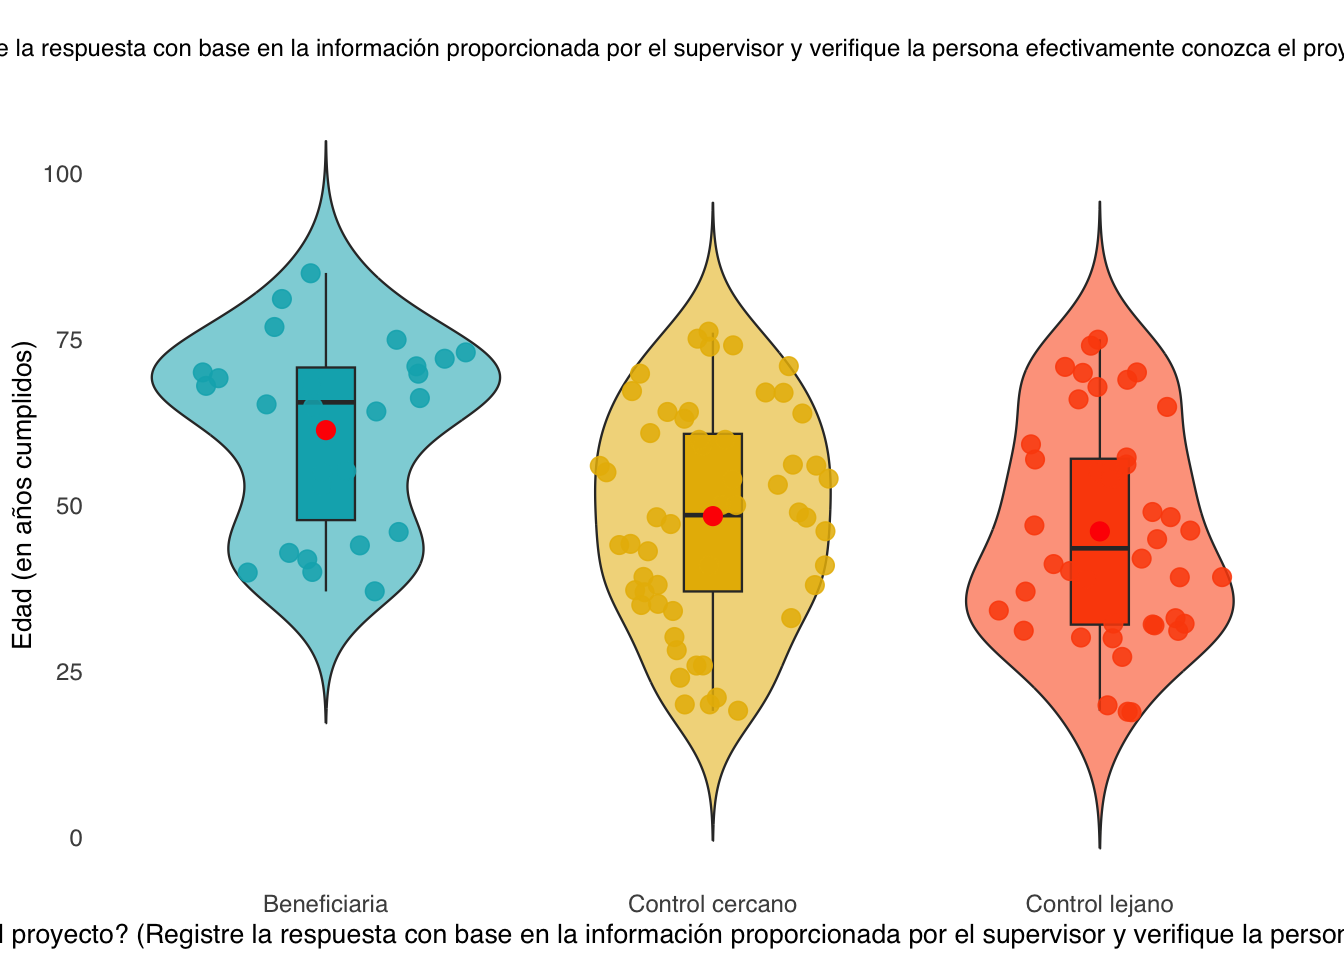 la respuesta con base en la información proporcionada por el supervisor y verifique la persona efectivamente conozca el
Edad (en años cumplidos)
100
75
50
25
0
Beneficiaria Control cercano Control lejano
proyecto? (Registre la respuesta con base en la información proporcionada por el supervisor y verifique la